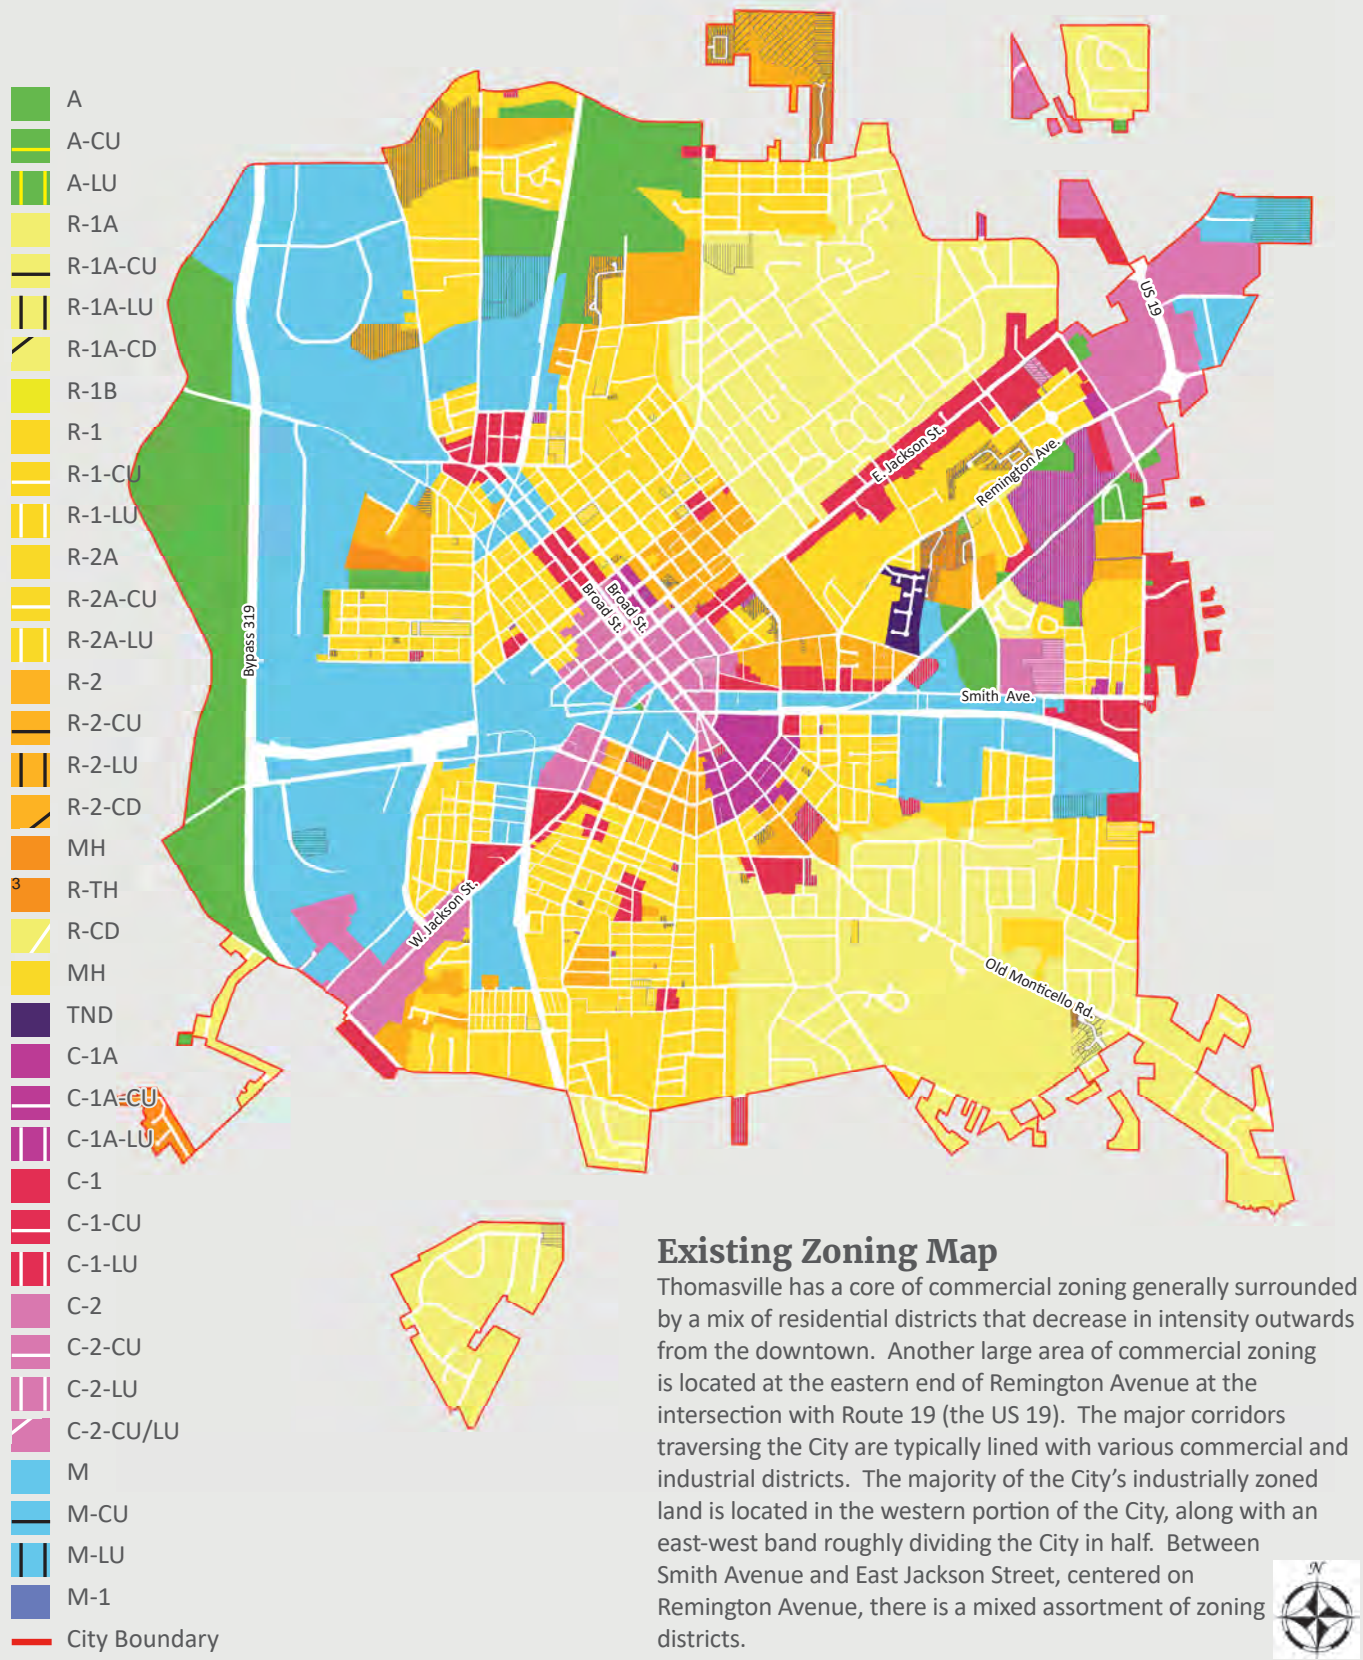 A
A-CU
A-LU
R-1A
R-1A-CU
R-1A-LU
R-1A-CD
R-1B
R-1
R-1-CU
R-1-LU
R-2A
R-2A-CU
R-2A-LU
R-2
R-2-CU
R-2-LU
R-2-CD
MH
3
R-TH
R-CD
MH
TND
C-1A
C-1A-CU
C-1A-LU
C-1
C-1-CU
C-1-LU
C-2
C-2-CU
C-2-LU
C-2-CU/LU
M
M-CU
M-LU
M-1
City Boundary
US 19
E. Jackson St.
Remington Ave.
Broad St.
Broad St.
Bypass 319
Smith Ave.
W. Jackson St.
Old Monticello Rd.
Existing Zoning Map
Thomasville has a core of commercial zoning generally surrounded
by a mix of residential districts that decrease in intensity outwards
from the downtown.  Another large area of commercial zoning
is located at the eastern end of Remington Avenue at the
intersection with Route 19 (the US 19).  The major corridors
traversing the City are typically lined with various commercial and
industrial districts.  The majority of the City's industrially zoned
land is located in the western portion of the City, along with an
east-west band roughly dividing the City in half.  Between
Smith Avenue and East Jackson Street, centered on
Remington Avenue, there is a mixed assortment of zoning
districts.
N